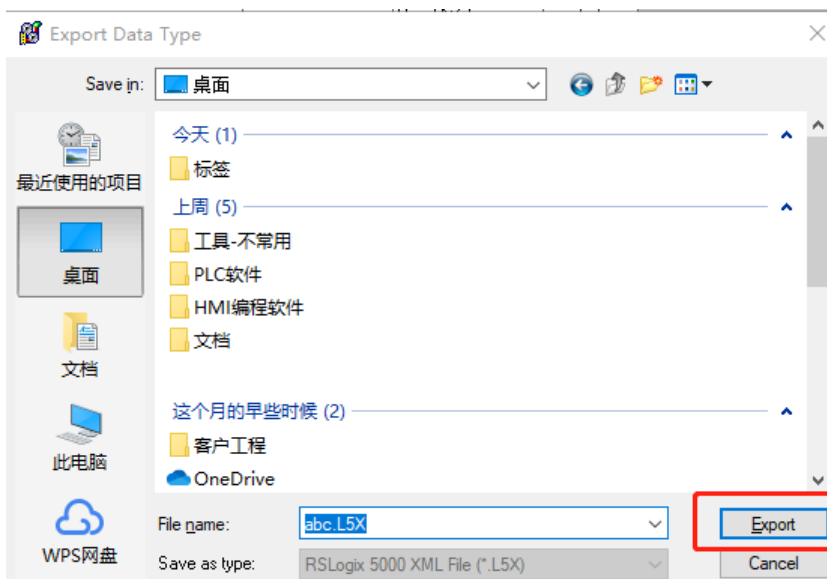 Export Data Type
Save in:
桌面
今天 (1)
标签
最近使用的项目
上周 (5)
工具-不常用
桌面
PLC软件
HMI编程软件
文档
文档
这个月的早些时候 (2)
客户工程
此电脑
OneDrive
File name:
abc.L5X
Export
WPS网盘
Save as type:
RSLogix 5000 XML File (*.L5X)
Cancel